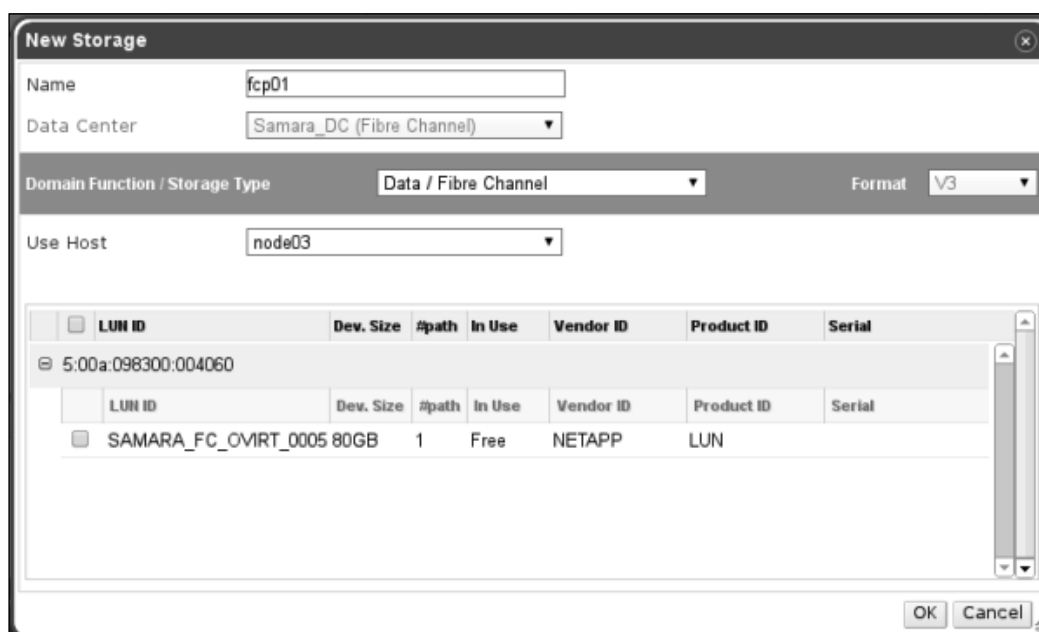 New Storage
Name fcp01
Data Center Samara_DC (Fibre Channel)
Domain Function / Storage Type Data / Fibre Channel Format V3
Use Host node03
LUN ID Dev. Size #path In Use Vendor ID Product ID Serial
5:00a:098300:004060
LUN ID Dev. Size #path In Use Vendor ID Product ID Serial
SAMARA_FC_OVIRT_0005 80GB 1 Free NETAPP LUN
OK Cancel